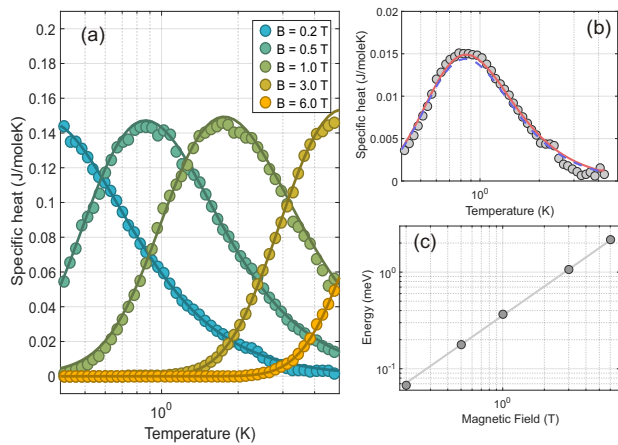 (a)
B = 0.2 T
B = 0.5 T
B = 1.0 T
B = 3.0 T
B = 6.0 T
0.2
0.18
0.16
0.14
0.12
0.1
0.08
0.06
0.04
0.02
0
Specific heat (J/moleK)
10⁰
Temperature (K)
(b)
0.020
0.015
0.010
0.005
0
Specific heat (J/moleK)
10⁰
Temperature (K)
(c)
10⁰
10⁻¹
Energy (meV)
10⁰
Magnetic Field (T)